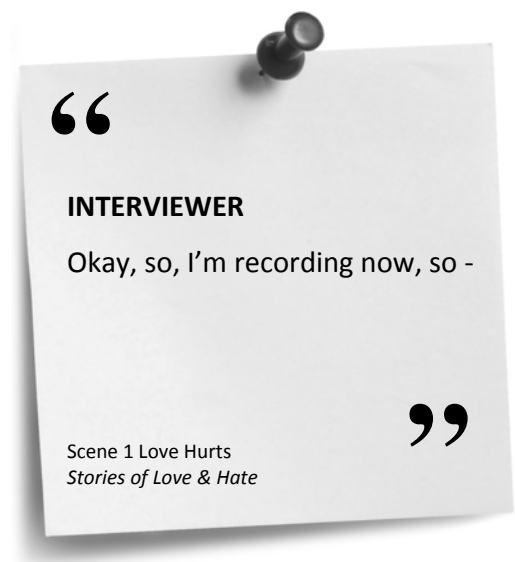 “
INTERVIEWER
Okay, so, I’m recording now, so -
”
Scene 1 Love Hurts
Stories of Love & Hate